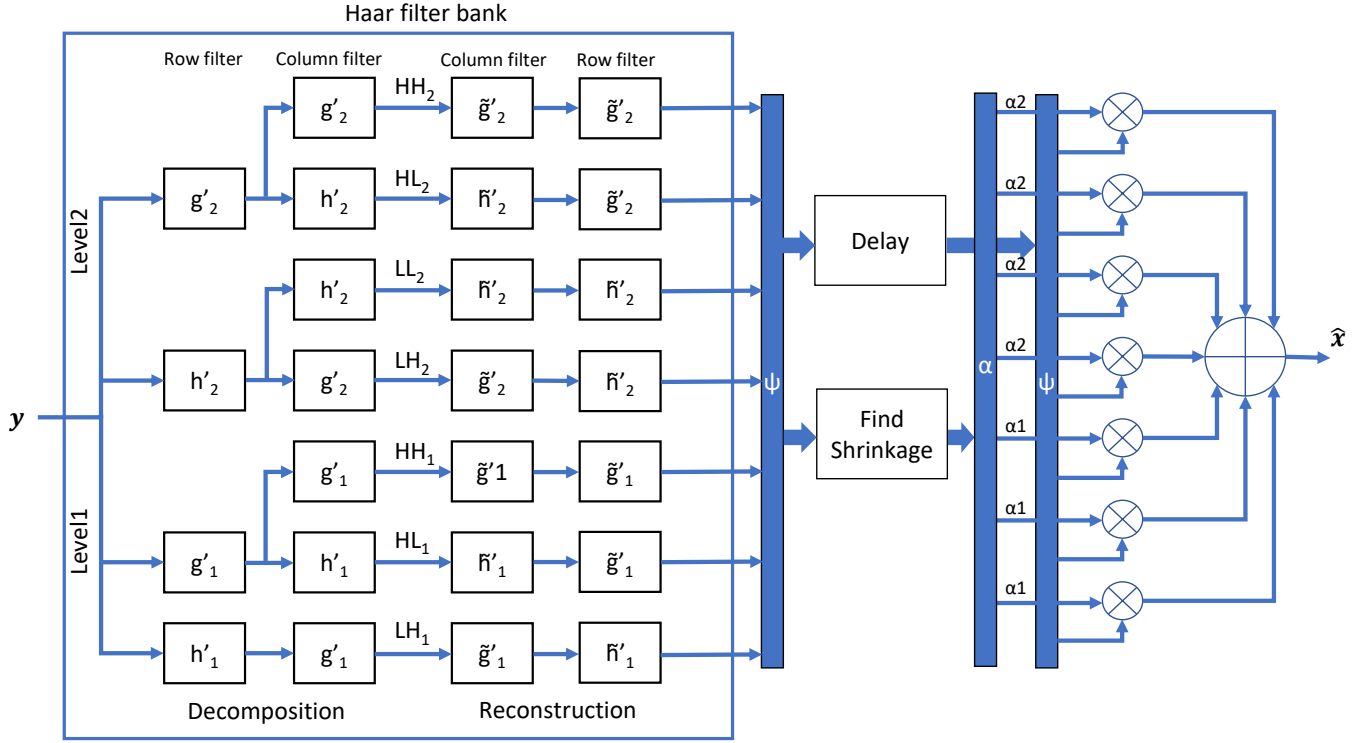 Haar filter bank
Row filter
Column filter
Column filter
Row filter
Level2
g'₂
HH₂
g̃'₂
g̃'₂
g'₂
h'₂
HL₂
h̃'₂
g̃'₂
h'₂
LL₂
h̃'₂
h̃'₂
h'₂
g'₂
LH₂
g̃'₂
h̃'₂
y
Level1
g'₁
HH₁
g̃'1
g̃'₁
g'₁
h'₁
HL₁
h̃'₁
g̃'₁
h'₁
g'₁
LH₁
g̃'₁
h̃'₁
Decomposition
Reconstruction
ψ
Delay
Find
Shrinkage
α
ψ
α2
α2
α2
α2
α1
α1
α1
x̂